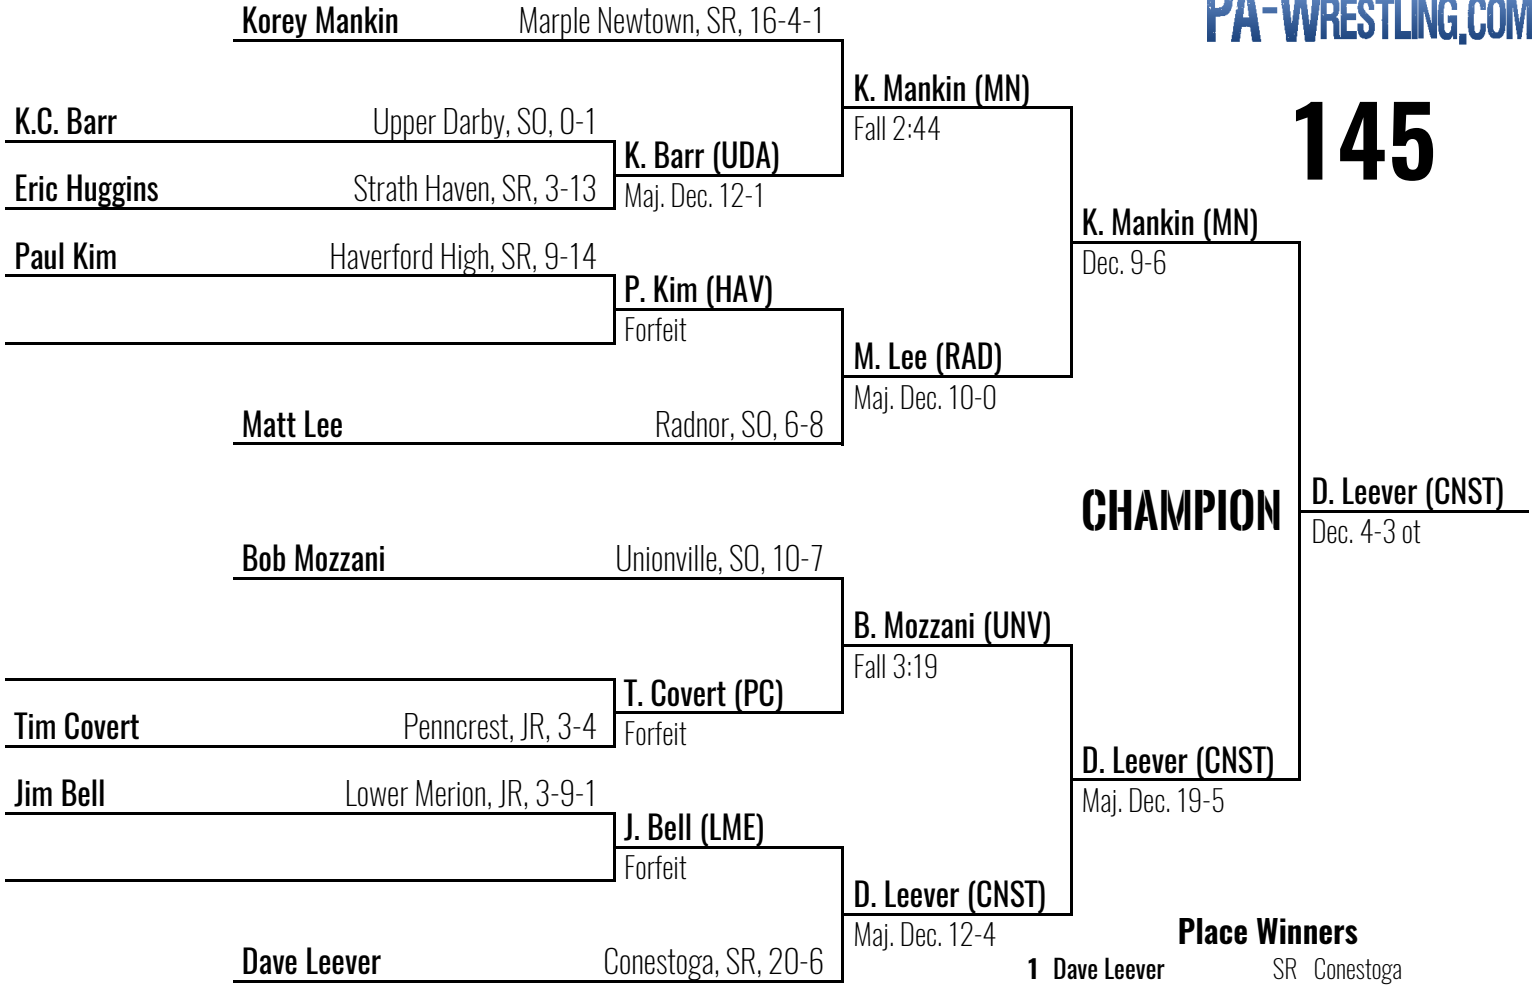 Korey Mankin Marple Newtown, SR, 16-4-1
PA-WRESTLING.COM
K. Mankin (MN)
Fall 2:44
145
K.C. Barr Upper Darby, SO, 0-1
K. Barr (UDA)
Maj. Dec. 12-1
Eric Huggins Strath Haven, SR, 3-13
K. Mankin (MN)
Dec. 9-6
Paul Kim Haverford High, SR, 9-14
P. Kim (HAV)
Forfeit
M. Lee (RAD)
Maj. Dec. 10-0
Matt Lee Radnor, SO, 6-8
CHAMPION
D. Leever (CNST)
Dec. 4-3 ot
Bob Mozzani Unionville, SO, 10-7
B. Mozzani (UNV)
Fall 3:19
T. Covert (PC)
Forfeit
Tim Covert Penncrest, JR, 3-4
D. Leever (CNST)
Maj. Dec. 19-5
Jim Bell Lower Merion, JR, 3-9-1
J. Bell (LME)
Forfeit
D. Leever (CNST)
Maj. Dec. 12-4
Dave Leever Conestoga, SR, 20-6
Place Winners
1 Dave Leever SR Conestoga